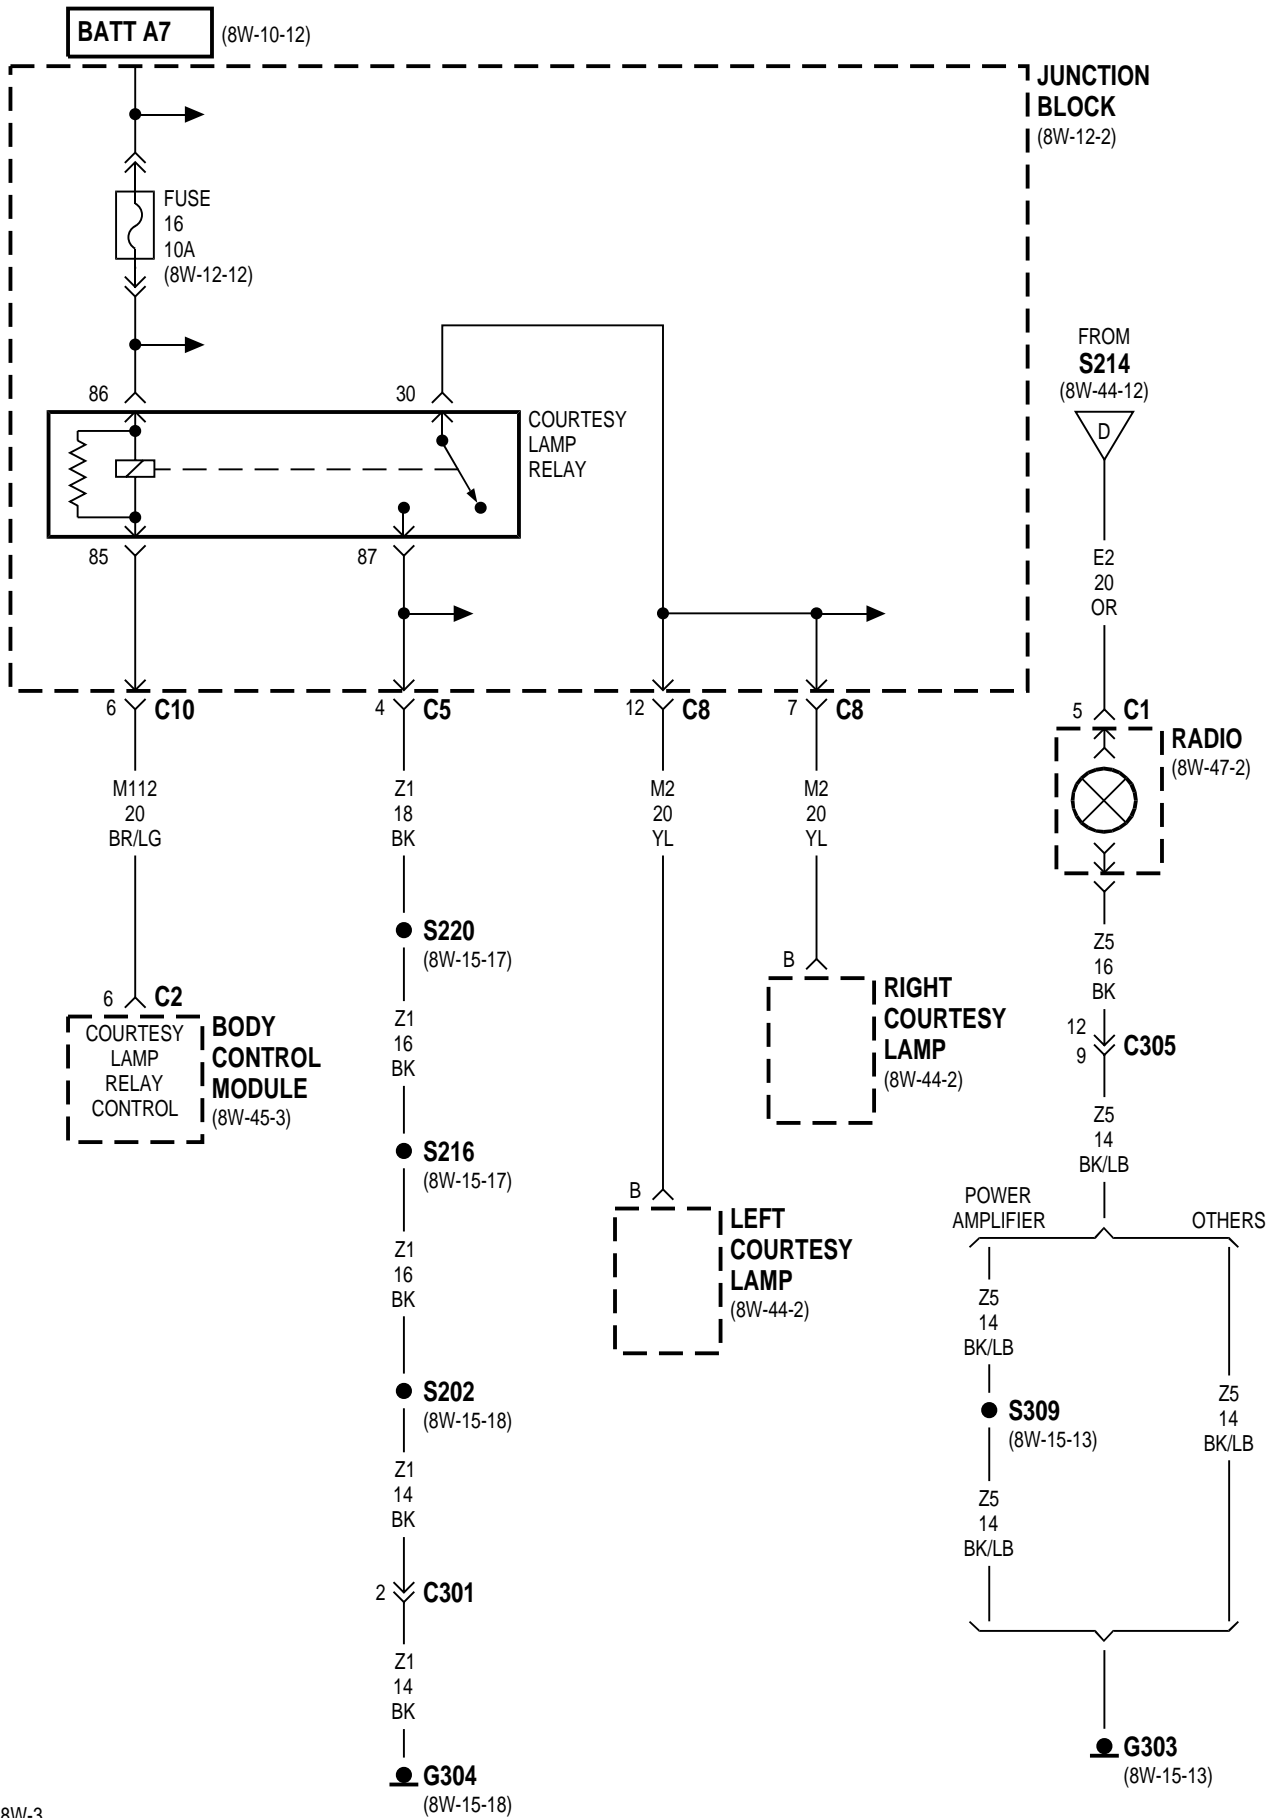 BATT A7
(8W-10-12)
JUNCTION
BLOCK
(8W-12-2)
FUSE
16
10A
(8W-12-12)
86
30
COURTESY
LAMP
RELAY
85
87
FROM
S214
(8W-44-12)
D
E2
20
OR
6
C10
4
C5
12
C8
7
C8
5
C1
RADIO
(8W-47-2)
M112
20
BR/LG
Z1
18
BK
M2
20
YL
M2
20
YL
S220
(8W-15-17)
Z5
16
BK
6
C2
COURTESY
LAMP
RELAY
CONTROL
BODY
CONTROL
MODULE
(8W-45-3)
Z1
16
BK
B
RIGHT
COURTESY
LAMP
(8W-44-2)
12
9
C305
Z5
14
BK/LB
S216
(8W-15-17)
B
LEFT
COURTESY
LAMP
(8W-44-2)
POWER
AMPLIFIER
OTHERS
Z1
16
BK
Z5
14
BK/LB
S202
(8W-15-18)
S309
(8W-15-13)
Z5
14
BK/LB
Z1
14
BK
Z5
14
BK/LB
2
C301
Z1
14
BK
G303
(8W-15-13)
G304
(8W-15-18)
8W-3